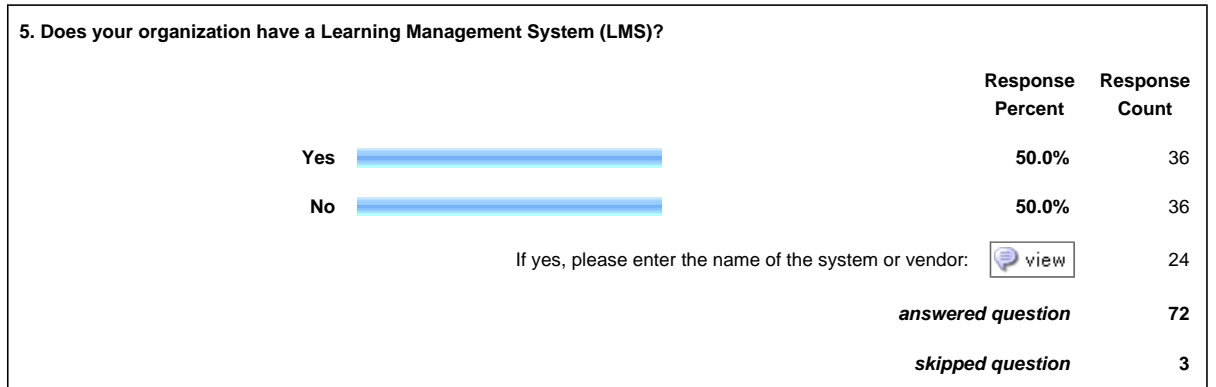 5. Does your organization have a Learning Management System (LMS)?
Response Percent Response Count
Yes 50.0% 36
No 50.0% 36
If yes, please enter the name of the system or vendor: view 24
answered question 72
skipped question 3